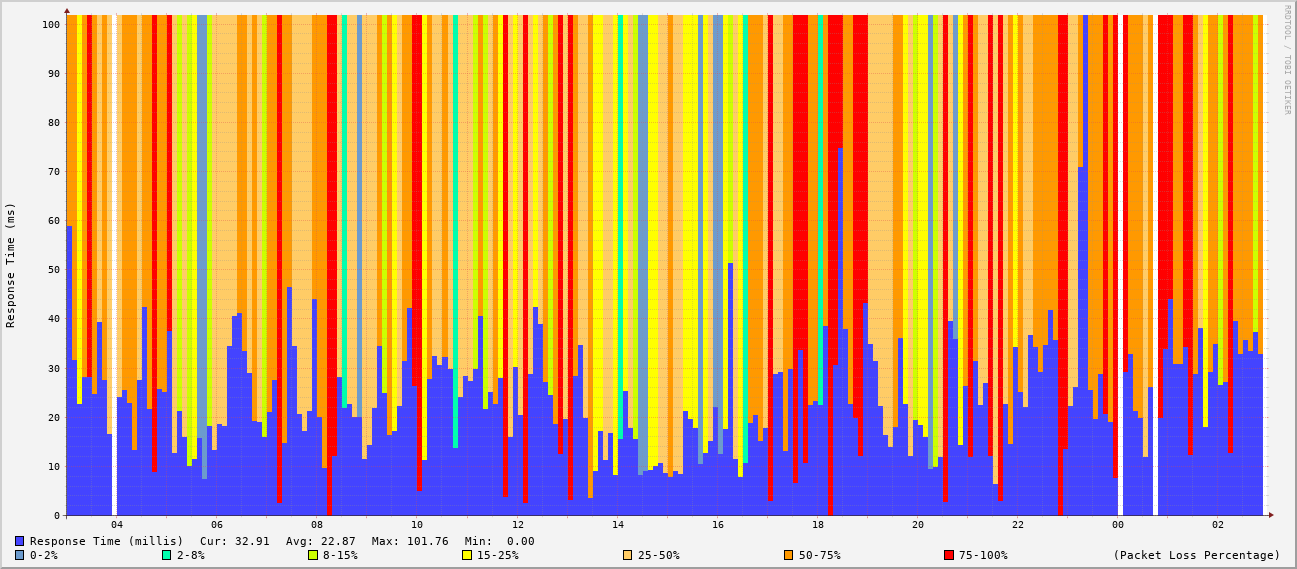 100
90
80
70
60
50
40
30
20
10
0
Response Time (ms)
04 06 08 10 12 14 16 18 20 22 00 02
Response Time (millis) Cur: 32.91 Avg: 22.87 Max: 101.76 Min: 0.00
0-2% 2-8% 8-15% 15-25% 25-50% 50-75% 75-100% (Packet Loss Percentage)
RRDTOOL / TOBI OETIKER